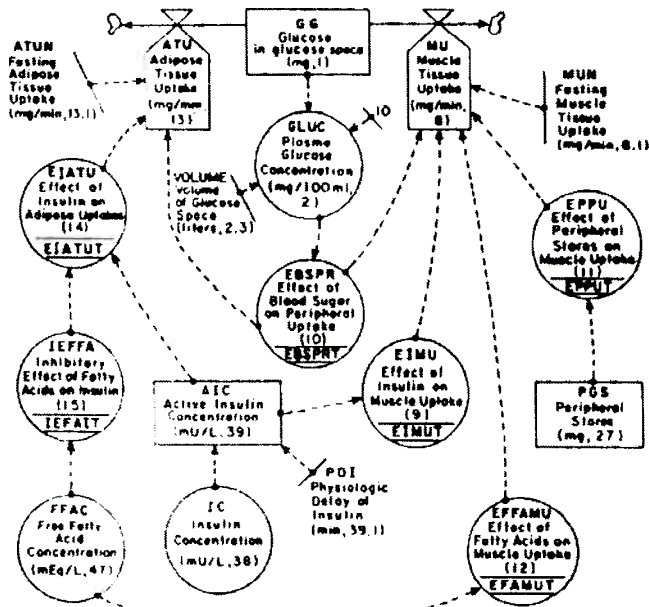 GG
Glucose
in glucose space
(mg,1)
ATUN
Fasting
Adipose
Tissue
Uptake
(mg/min,13.1)
ATU
Adipose
Tissue
Uptake
(mg/min,
13)
MU
Muscle
Tissue
Uptake
(mg/min,
8)
MUN
Fasting
Muscle
Tissue
Uptake
(mg/min,8.1)
10
GLUC
Plasma
Glucose
Concentration
(mg/100ml,
2)
VOLUME
Volume
of Glucose
Space
(liters,2.3)
EIATU
Effect of
Insulin on
Adipose Uptakes
(14)
EIATUT
EPPU
Effect of
Peripheral
Stores on
Muscle Uptake
(11)
EPPUT
EBSPR
Effect of
Blood Sugar
on Peripheral
Uptake
(10)
EBSPRT
IEFFA
Inhibitory
Effect of Fatty
Acids on Insulin
(15)
IEFAIT
AIC
Active Insulin
Concentration
(mU/L,39)
EIMU
Effect of
Insulin on
Muscle Uptake
(9)
EIMUT
PGS
Peripheral
Stores
(mg,27)
PDI
Physiologic
Delay of
Insulin
(min,39.1)
FFAC
Free Fatty
Acid
Concentration
(mEq/L,47)
IC
Insulin
Concentration
(mU/L,38)
EFFAMU
Effect of
Fatty Acids on
Muscle Uptake
(12)
EFAMUT